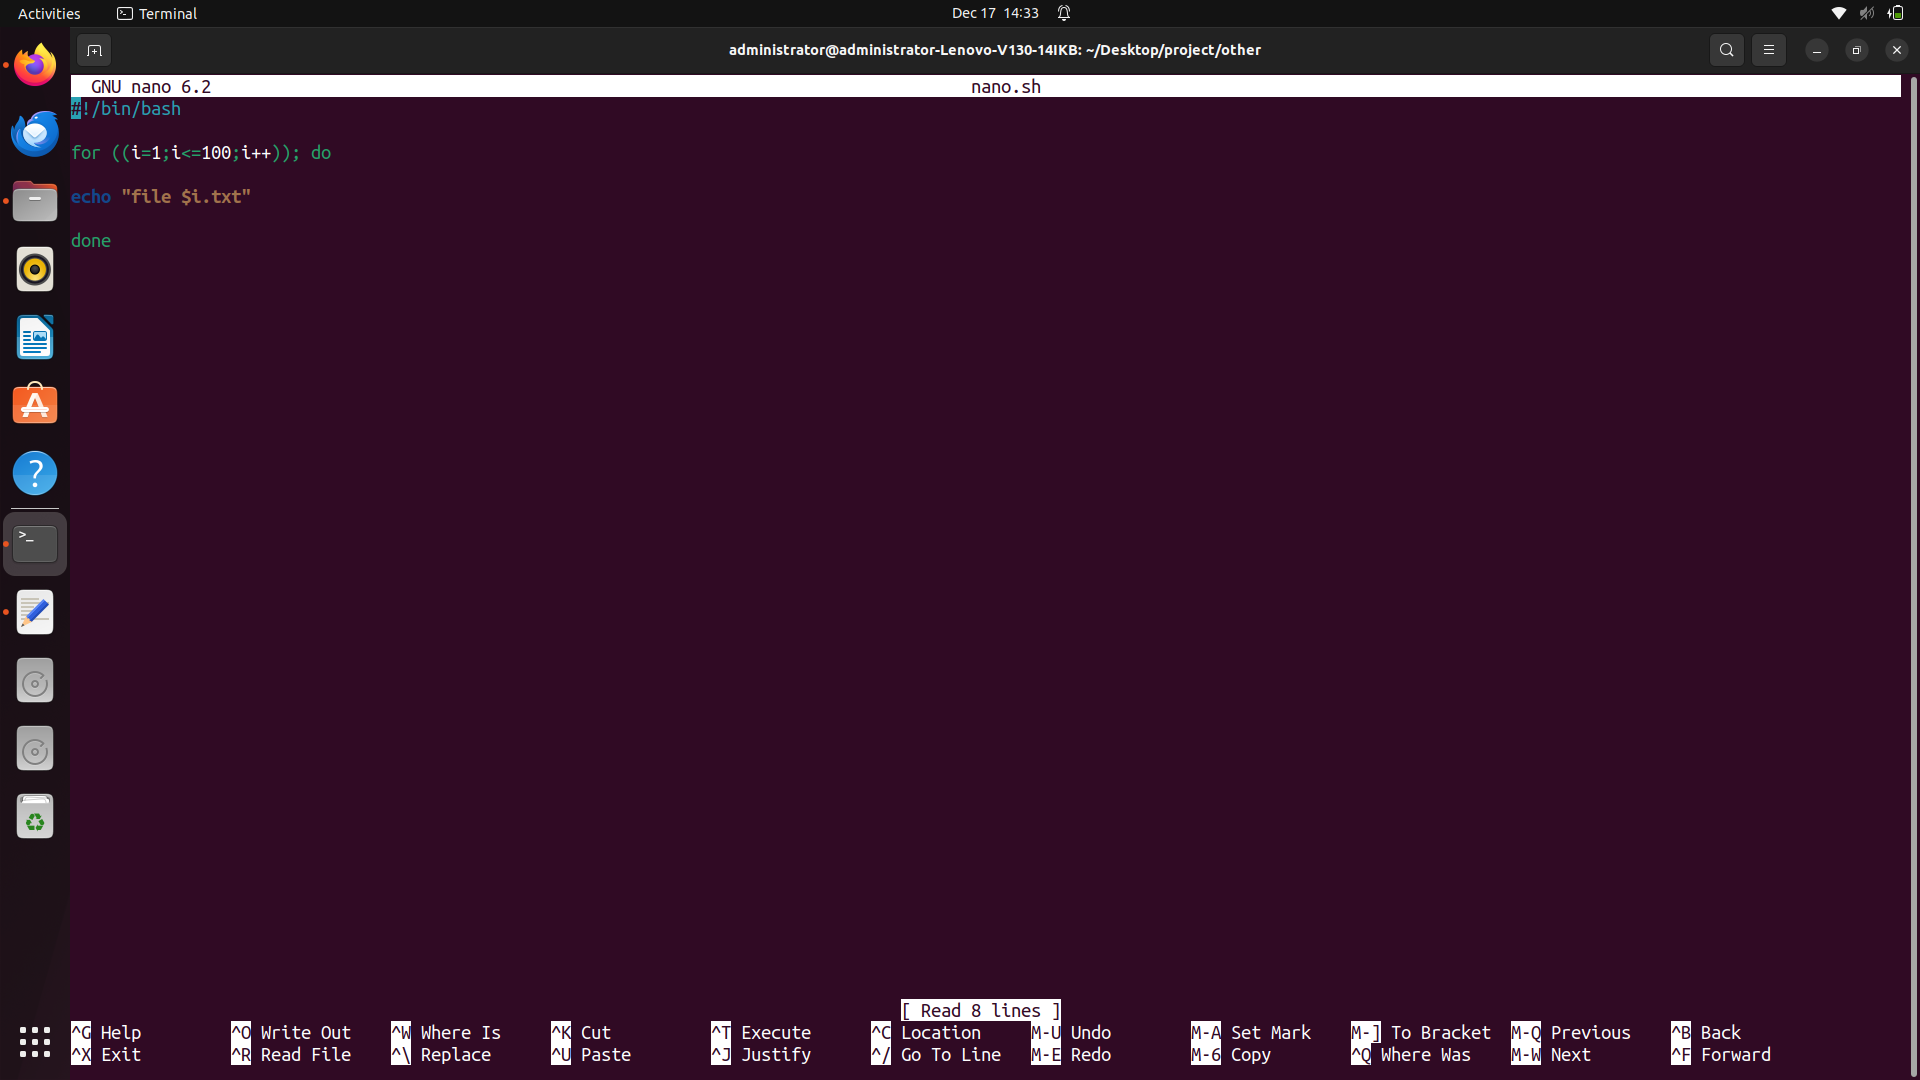 Activities Terminal Dec 17 14:33
administrator@administrator-Lenovo-V130-14IKB: ~/Desktop/project/other
GNU nano 6.2 nano.sh
#!/bin/bash
for ((i=1;i<=100;i++)); do
echo "file $i.txt"
done
[ Read 8 lines ]
^G Help ^O Write Out ^W Where Is ^K Cut ^T Execute ^C Location M-U Undo M-A Set Mark M-] To Bracket M-Q Previous ^B Back
^X Exit ^R Read File ^\ Replace ^U Paste ^J Justify ^/ Go To Line M-E Redo M-6 Copy ^Q Where Was M-W Next ^F Forward